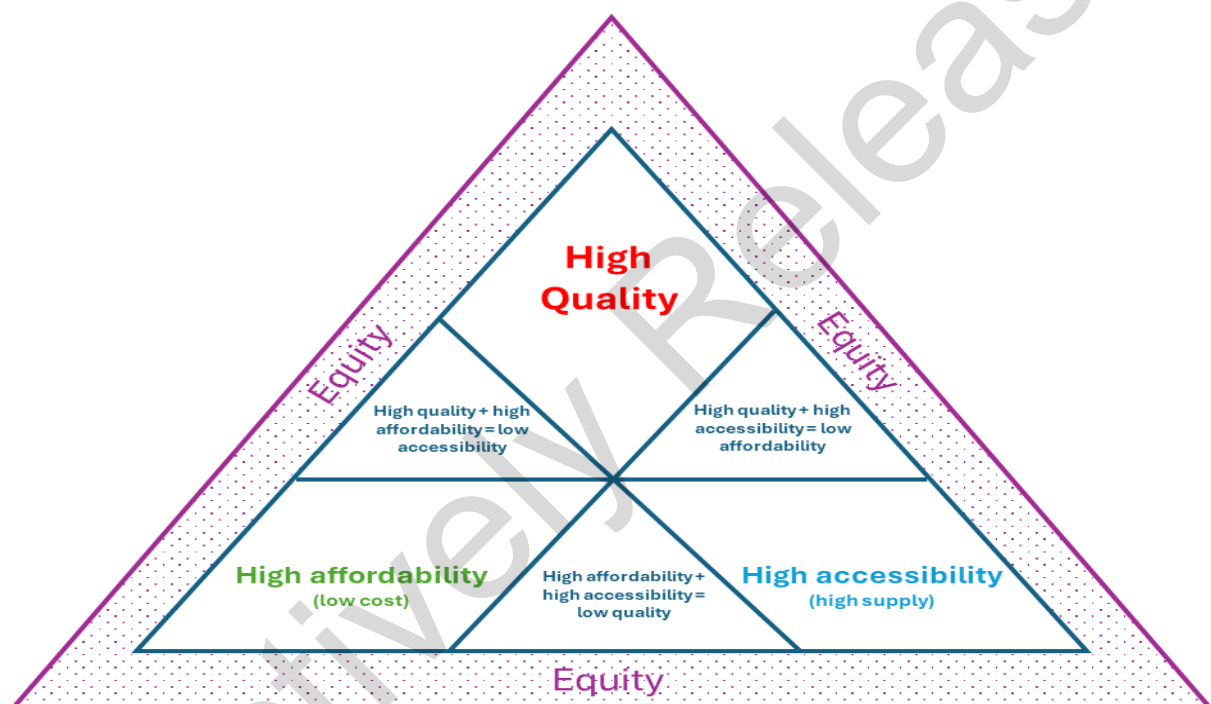 High
Quality
Equity
Equity
High quality + high
affordability = low
accessibility
High quality + high
accessibility = low
affordability
High affordability
(low cost)
High affordability +
high accessibility =
low quality
High accessibility
(high supply)
Equity